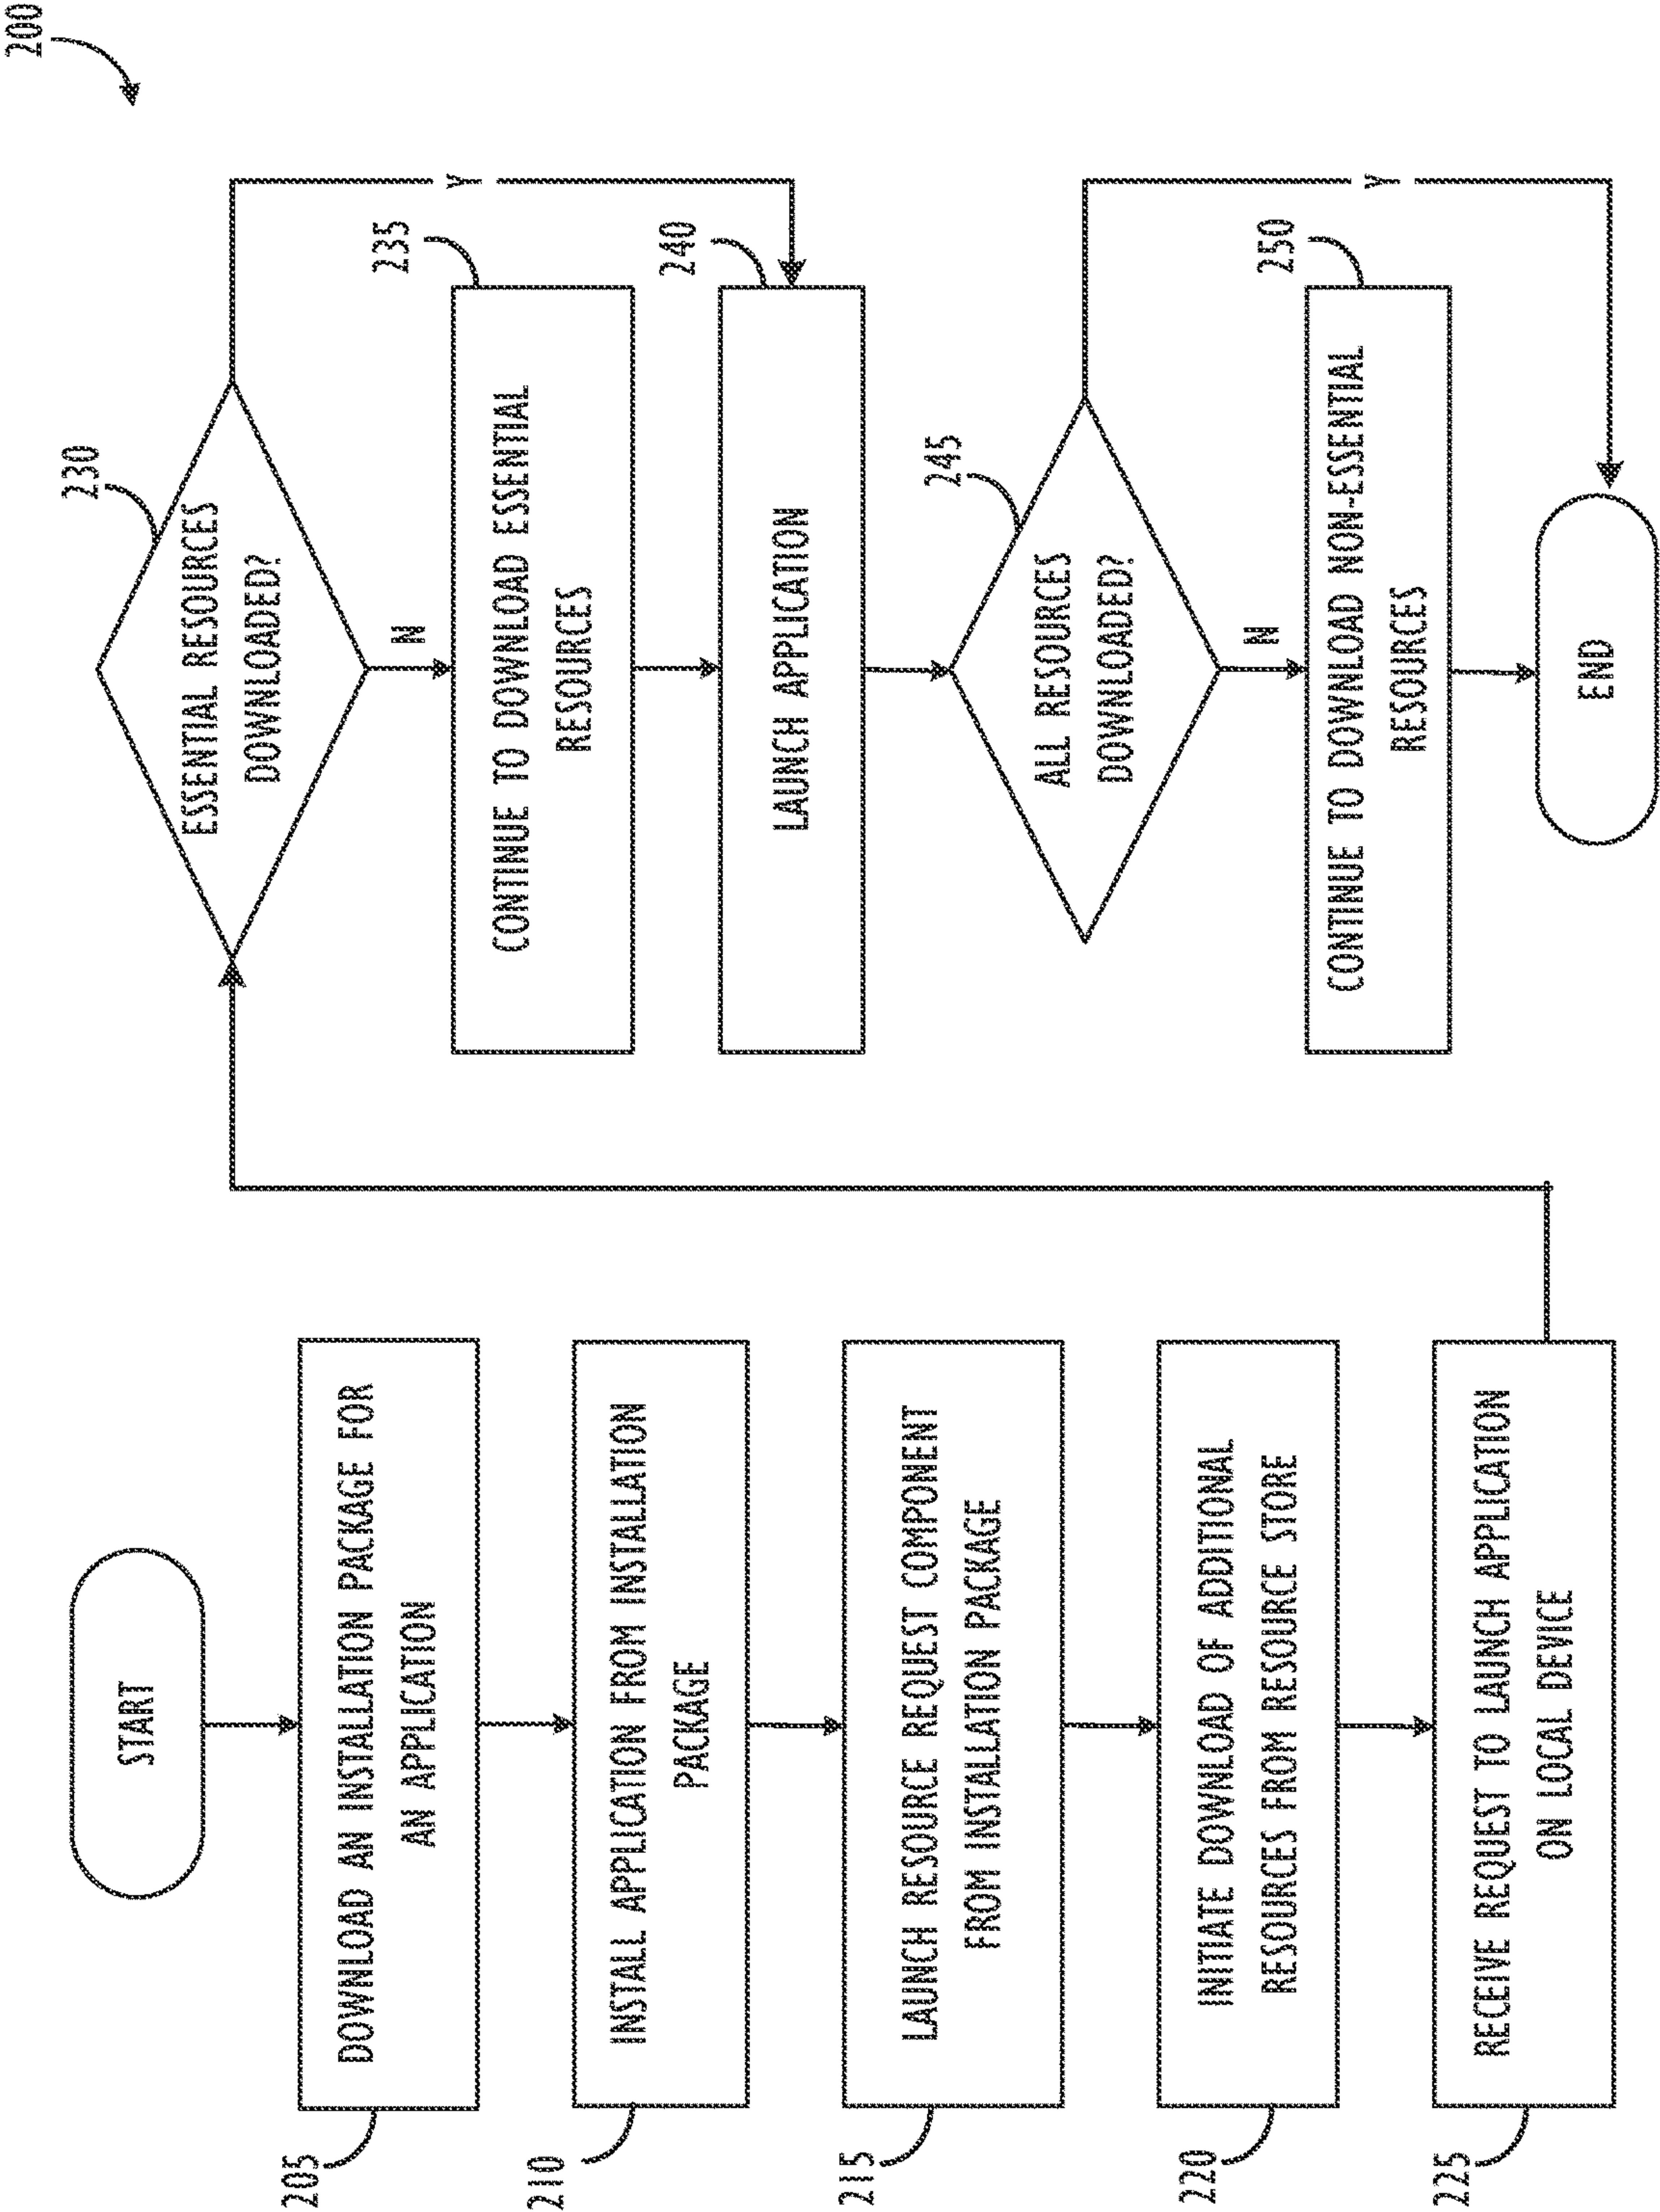 200
START
205
DOWNLOAD AN INSTALLATION PACKAGE FOR
AN APPLICATION
210
INSTALL APPLICATION FROM INSTALLATION
PACKAGE
215
LAUNCH RESOURCE REQUEST COMPONENT
FROM INSTALLATION PACKAGE
220
INITIATE DOWNLOAD OF ADDITIONAL
RESOURCES FROM RESOURCE STORE
225
RECEIVE REQUEST TO LAUNCH APPLICATION
ON LOCAL DEVICE
230
ESSENTIAL RESOURCES
DOWNLOADED?
Y
N
235
CONTINUE TO DOWNLOAD ESSENTIAL
RESOURCES
240
LAUNCH APPLICATION
245
ALL RESOURCES
DOWNLOADED?
Y
N
250
CONTINUE TO DOWNLOAD NON-ESSENTIAL
RESOURCES
END